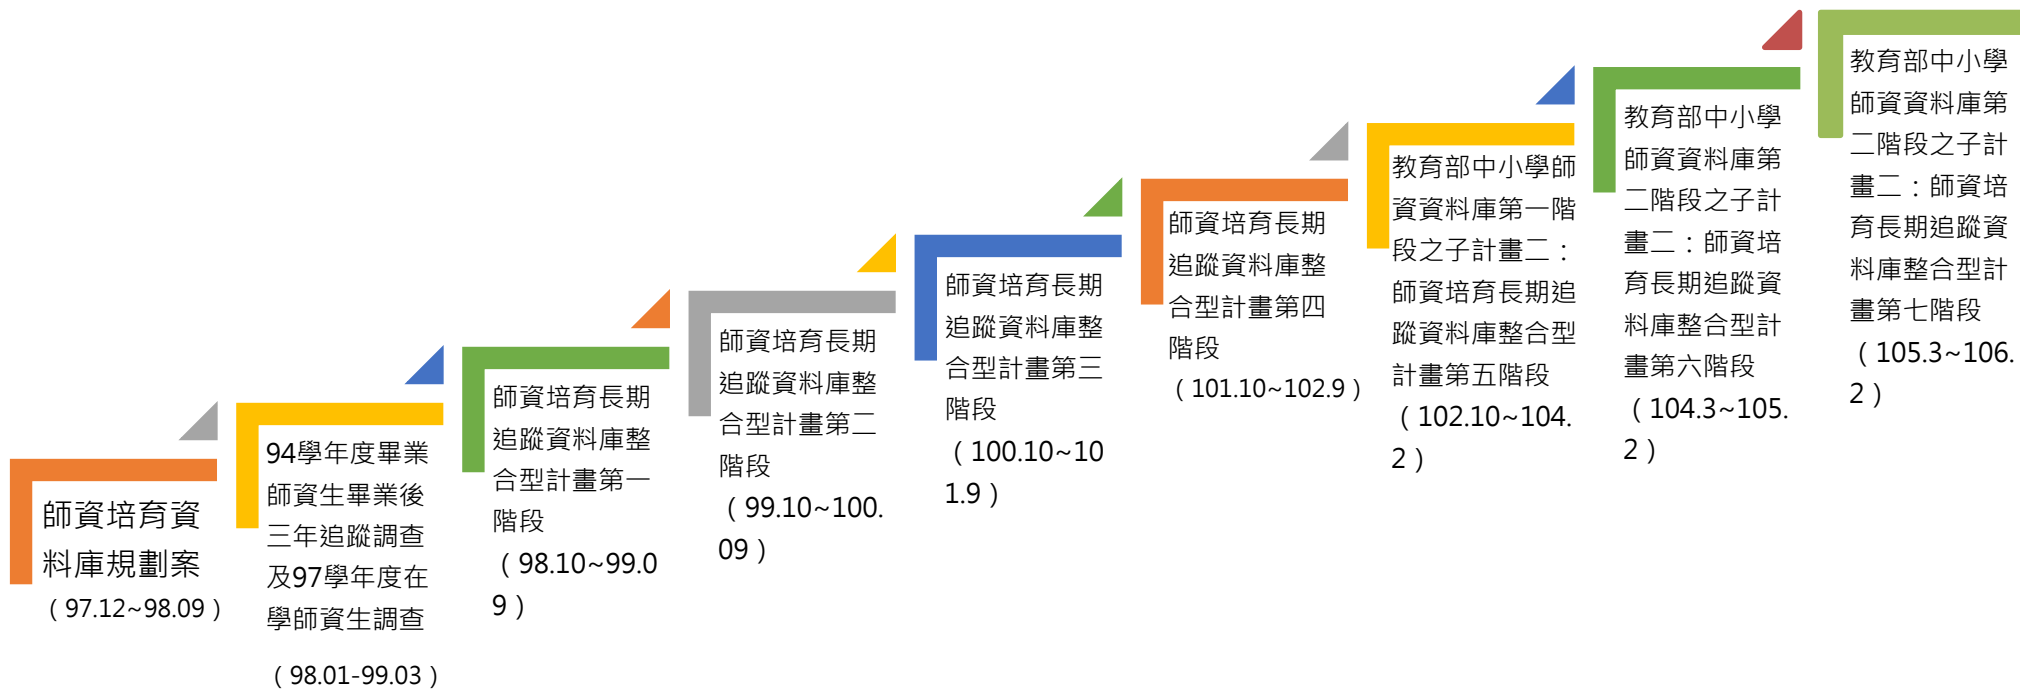 師資培育資
料庫規劃案
（97.12~98.09）
94學年度畢業
師資生畢業後
三年追蹤調查
及97學年度在
學師資生調查
（98.01-99.03）
師資培育長期
追蹤資料庫整
合型計畫第一
階段
（98.10~99.0
9）
師資培育長期
追蹤資料庫整
合型計畫第二
階段
（99.10~100.
09）
師資培育長期
追蹤資料庫整
合型計畫第三
階段
（100.10~10
1.9）
師資培育長期
追蹤資料庫整
合型計畫第四
階段
（101.10~102.9）
教育部中小學師
資資料庫第一階
段之子計畫二：
師資培育長期追
蹤資料庫整合型
計畫第五階段
（102.10~104.
2）
教育部中小學
師資資料庫第
二階段之子計
畫二：師資培
育長期追蹤資
料庫整合型計
畫第六階段
（104.3~105.
2）
教育部中小學
師資資料庫第
二階段之子計
畫二：師資培
育長期追蹤資
料庫整合型計
畫第七階段
（105.3~106.
2）